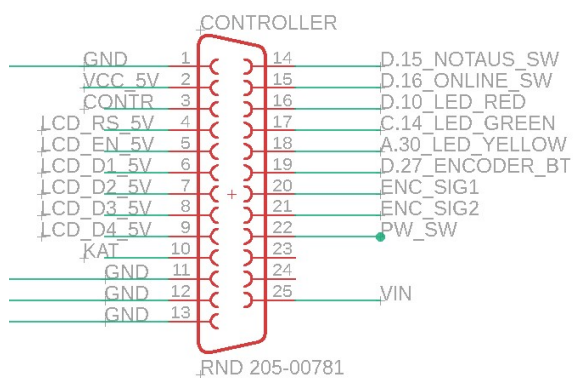 CONTROLLER
GND 1 14 D.15_NOTAUS_SW
VCC_5V 2 15 D.16_ONLINE_SW
CONTR 3 16 D.10_LED_RED
LCD_RS_5V 4 17 C.14_LED_GREEN
LCD_EN_5V 5 18 A.30_LED_YELLOW
LCD_D1_5V 6 19 D.27_ENCODER_BT
LCD_D2_5V 7 20 ENC_SIG1
LCD_D3_5V 8 21 ENC_SIG2
LCD_D4_5V 9 22 PW_SW
KAT 10 23
GND 11 24
GND 12 25 VIN
GND 13
RND 205-00781